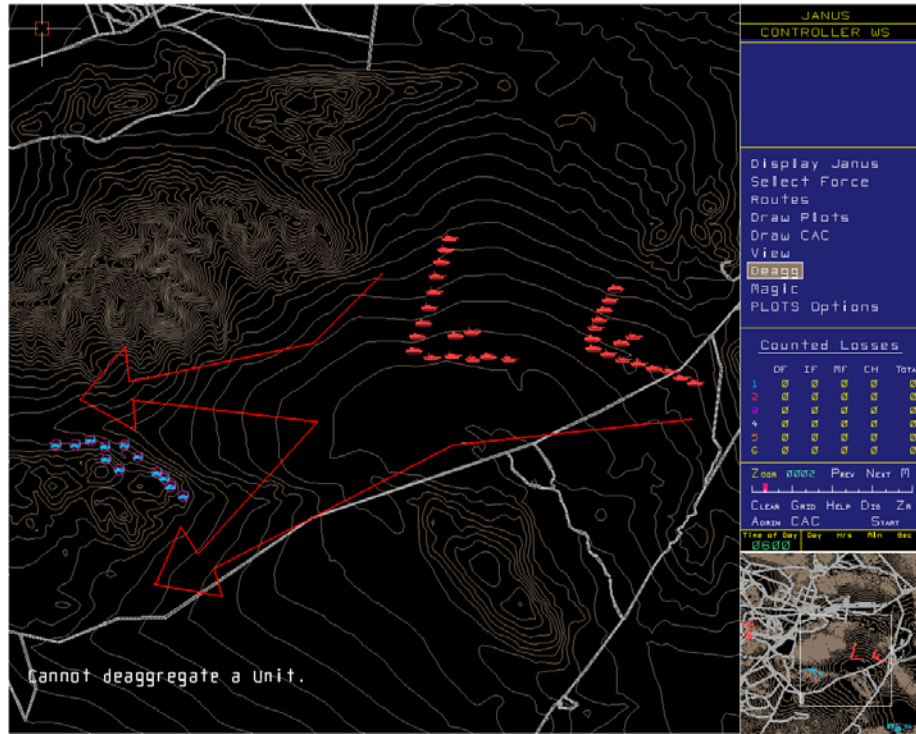 JANUS
CONTROLLER WS
Display Janus
Select Force
Routes
Draw Plots
Draw CAC
View
Deagg
Magic
PLOTS Options
Counted Losses
DF IF MF CH TOTA
1 0 0 0 0 0
2 0 0 0 0 0
3 0 0 0 0 0
4 0 0 0 0 0
5 0 0 0 0 0
6 0 0 0 0 0
ZOOM 0002 PREV NEXT M
CLEAR GRID HELP DIS ZR
ADMIN CAC START
Time of Day Day Hrs Min Sec
0600
Cannot deaggregate a Unit.